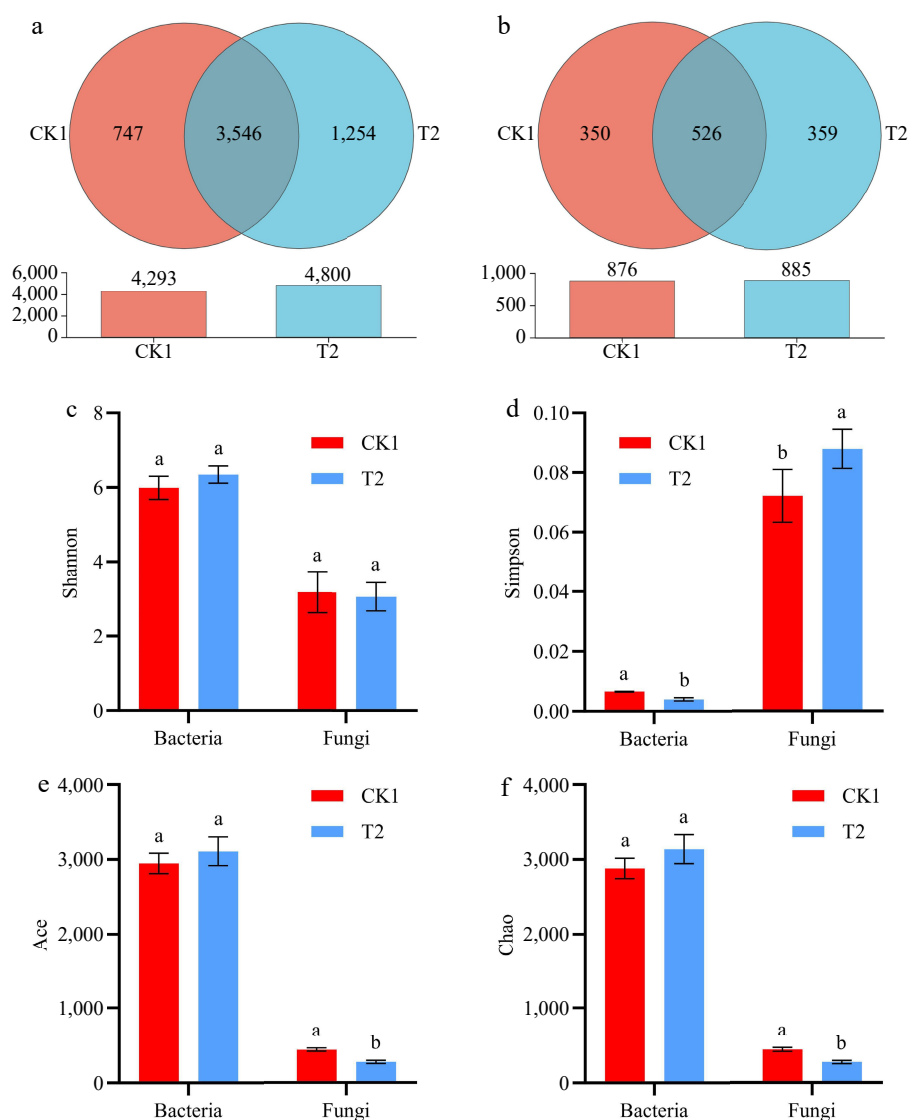 a
CK1 747 3,546 1,254 T2
6,000
4,000
2,000
0
4,293 4,800
CK1 T2
b
CK1 350 526 359 T2
1,000
500
0
876 885
CK1 T2
c
Shannon
8
6
4
2
0
a a a a
CK1
T2
Bacteria Fungi
d
Simpson
0.10
0.08
0.06
0.04
0.02
0.00
a b b a
CK1
T2
Bacteria Fungi
e
Ace
4,000
3,000
2,000
1,000
0
a a a b
CK1
T2
Bacteria Fungi
f
Chao
4,000
3,000
2,000
1,000
0
a a a b
CK1
T2
Bacteria Fungi